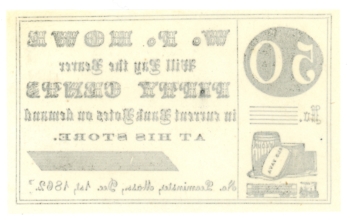 W. P. HOWE
Will Pay the Bearer
FIFTY CENTS
in current Bank Notes on demand
AT HIS STORE.
No. Leominster, Mass., Dec. 1st, 1862.
50
No.